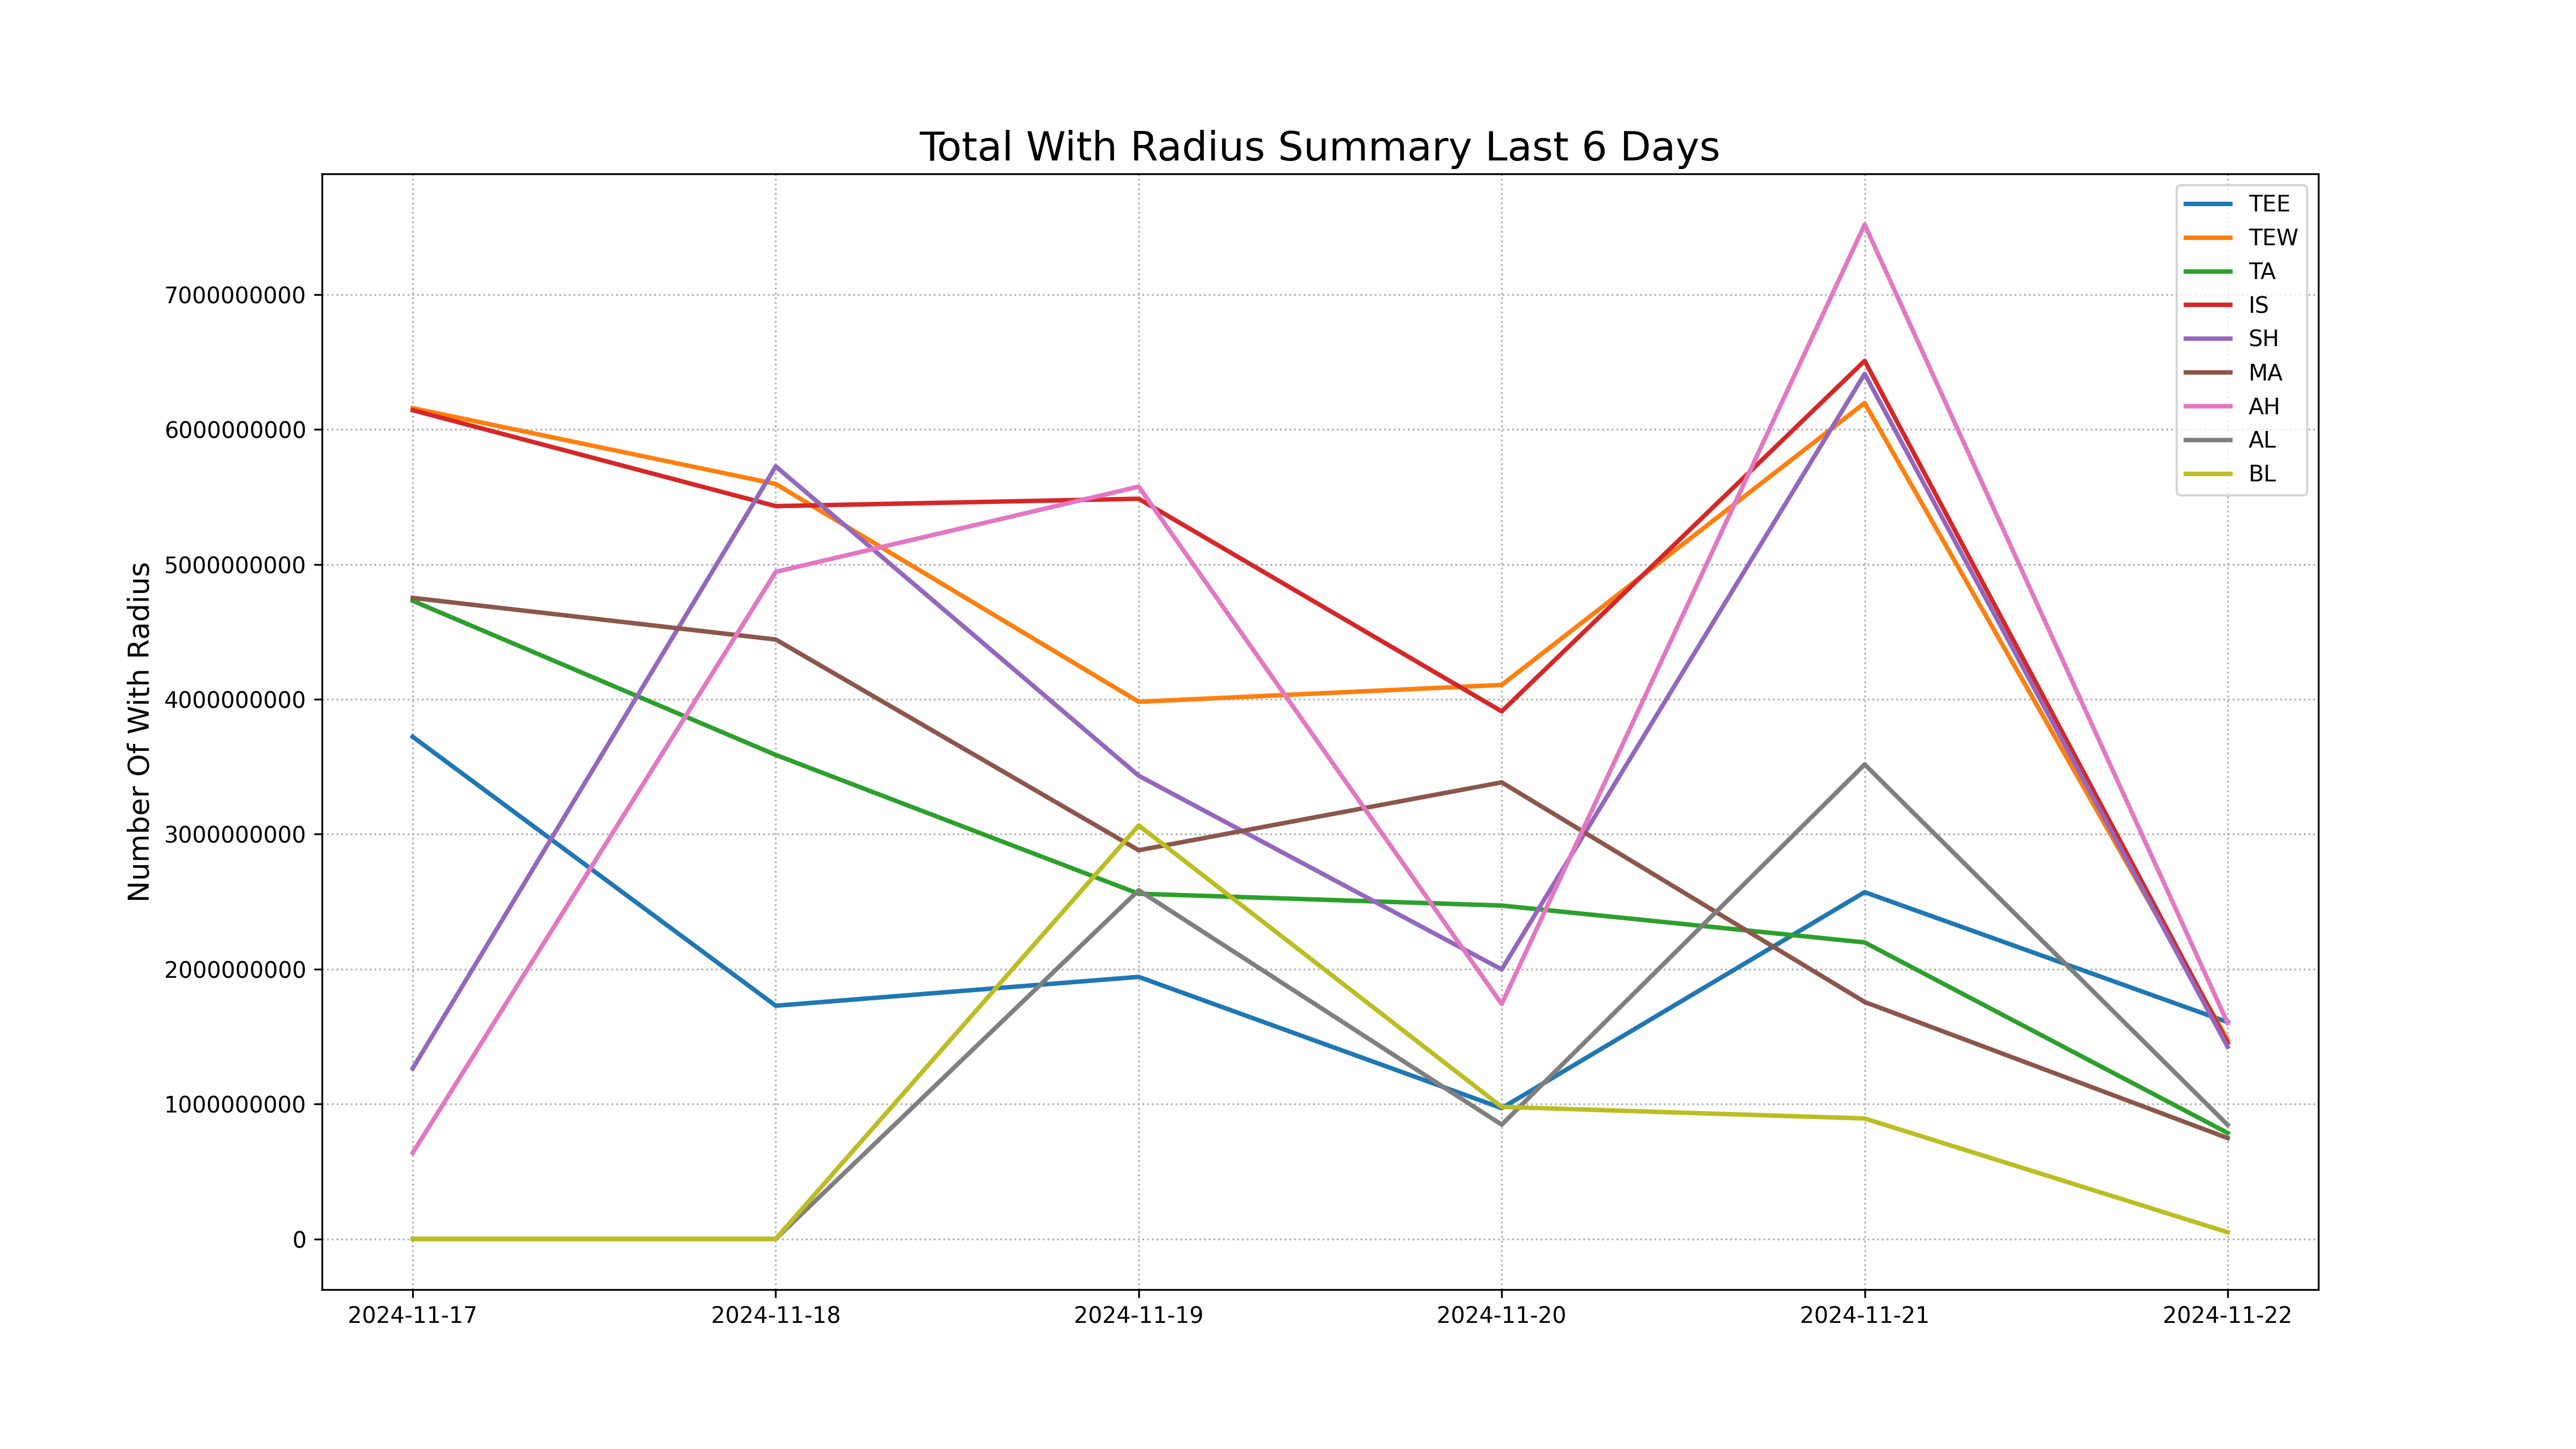 Total With Radius Summary Last 6 Days
Number Of With Radius
7000000000
6000000000
5000000000
4000000000
3000000000
2000000000
1000000000
0
2024-11-17
2024-11-18
2024-11-19
2024-11-20
2024-11-21
2024-11-22
TEE
TEW
TA
IS
SH
MA
AH
AL
BL